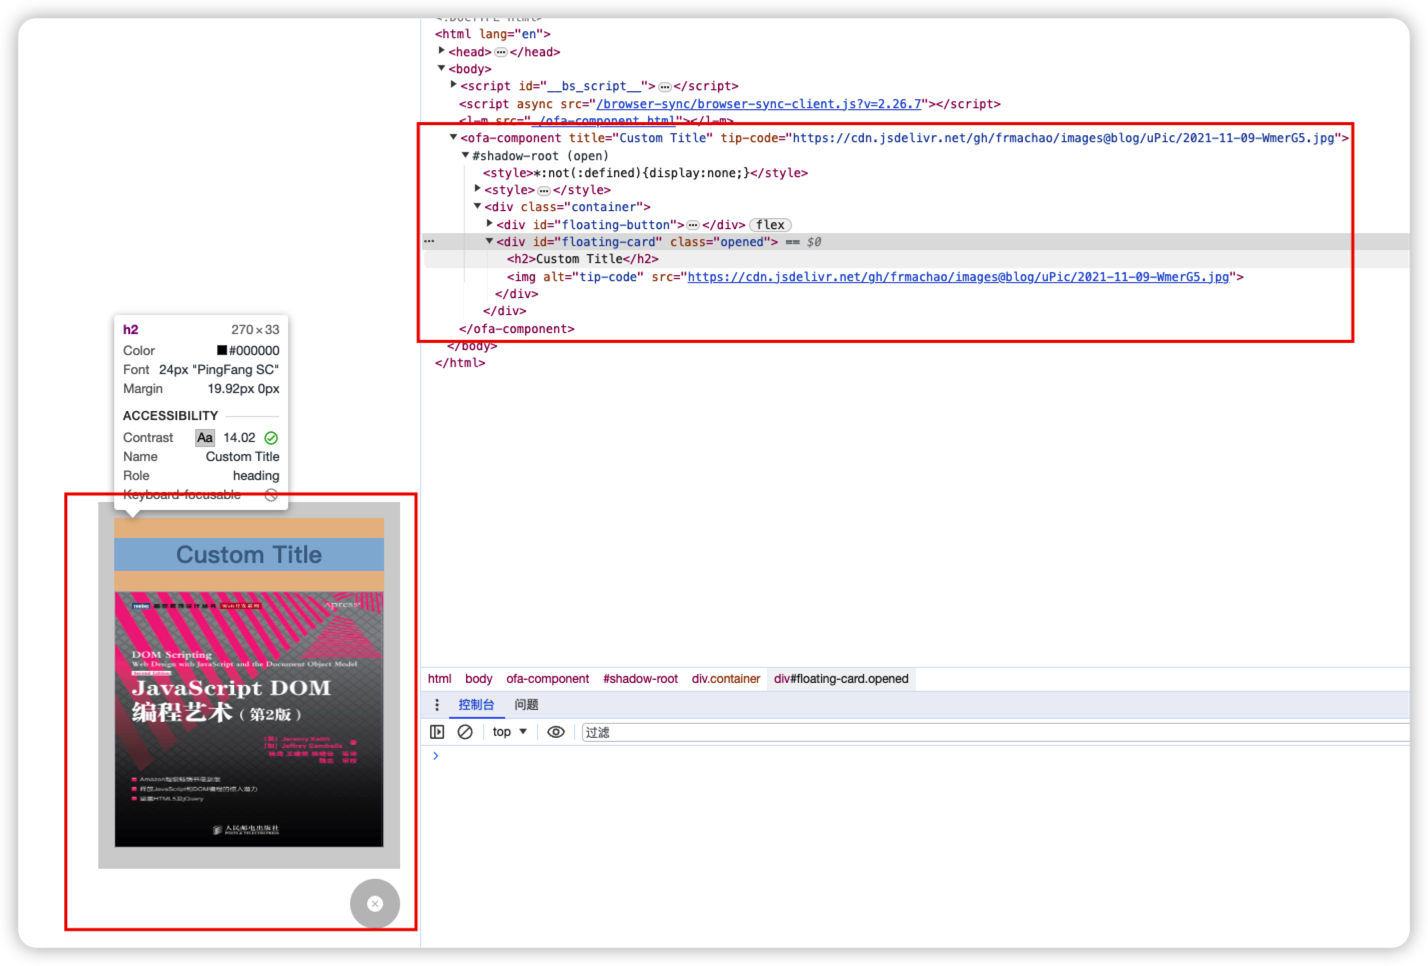 <!DOCTYPE html>
<html lang="en">
<head> ••• </head>
<body>
<script id="__bs_script__"> ••• </script>
<script async src="/browser-sync/browser-sync-client.js?v=2.26.7"></script>
<l-m src="./ofa-component.html"></l-m>
<ofa-component title="Custom Title" tip-code="https://cdn.jsdelivr.net/gh/frmachao/images@blog/uPic/2021-11-09-WmerG5.jpg">
#shadow-root (open)
<style>*:not(:defined){display:none;}</style>
<style> ••• </style>
<div class="container">
<div id="floating-button"> ••• </div> flex
••• <div id="floating-card" class="opened"> == $0
<h2>Custom Title</h2>
<img alt="tip-code" src="https://cdn.jsdelivr.net/gh/frmachao/images@blog/uPic/2021-11-09-WmerG5.jpg">
</div>
</div>
</ofa-component>
</body>
</html>
h2 270×33
Color #000000
Font 24px "PingFang SC"
Margin 19.92px 0px
ACCESSIBILITY
Contrast Aa 14.02
Name Custom Title
Role heading
Keyboard-focusable
Custom Title
Apress
DOM Scripting
Web Design with JavaScript and the Document Object Model
Second Edition
JavaScript DOM
编程艺术（第2版）
Jeremy Keith
Jeffrey Sambells
人民邮电出版社
POSTS & TELECOM PRESS
html body ofa-component #shadow-root div.container div#floating-card.opened
控制台 问题
top 过滤